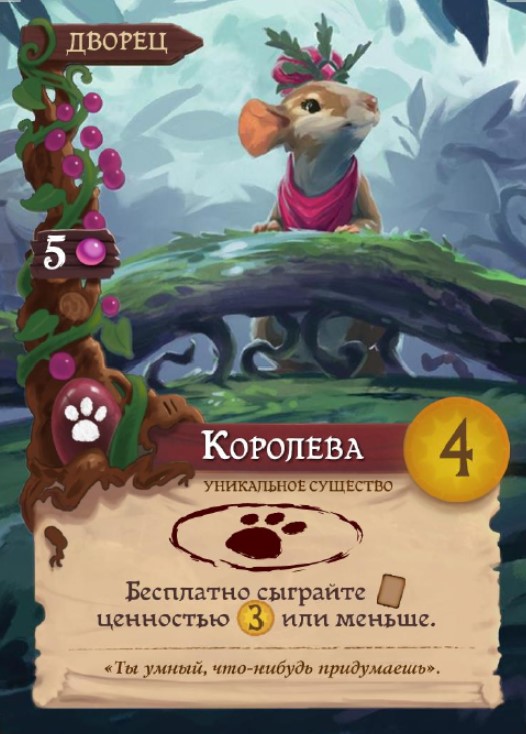 ДВОРЕЦ
5
КОРОЛЕВА
4
УНИКАЛЬНОЕ СУЩЕСТВО
Бесплатно сыграйте
ценностью 3 или меньше.
«Ты умный, что-нибудь придумаешь».